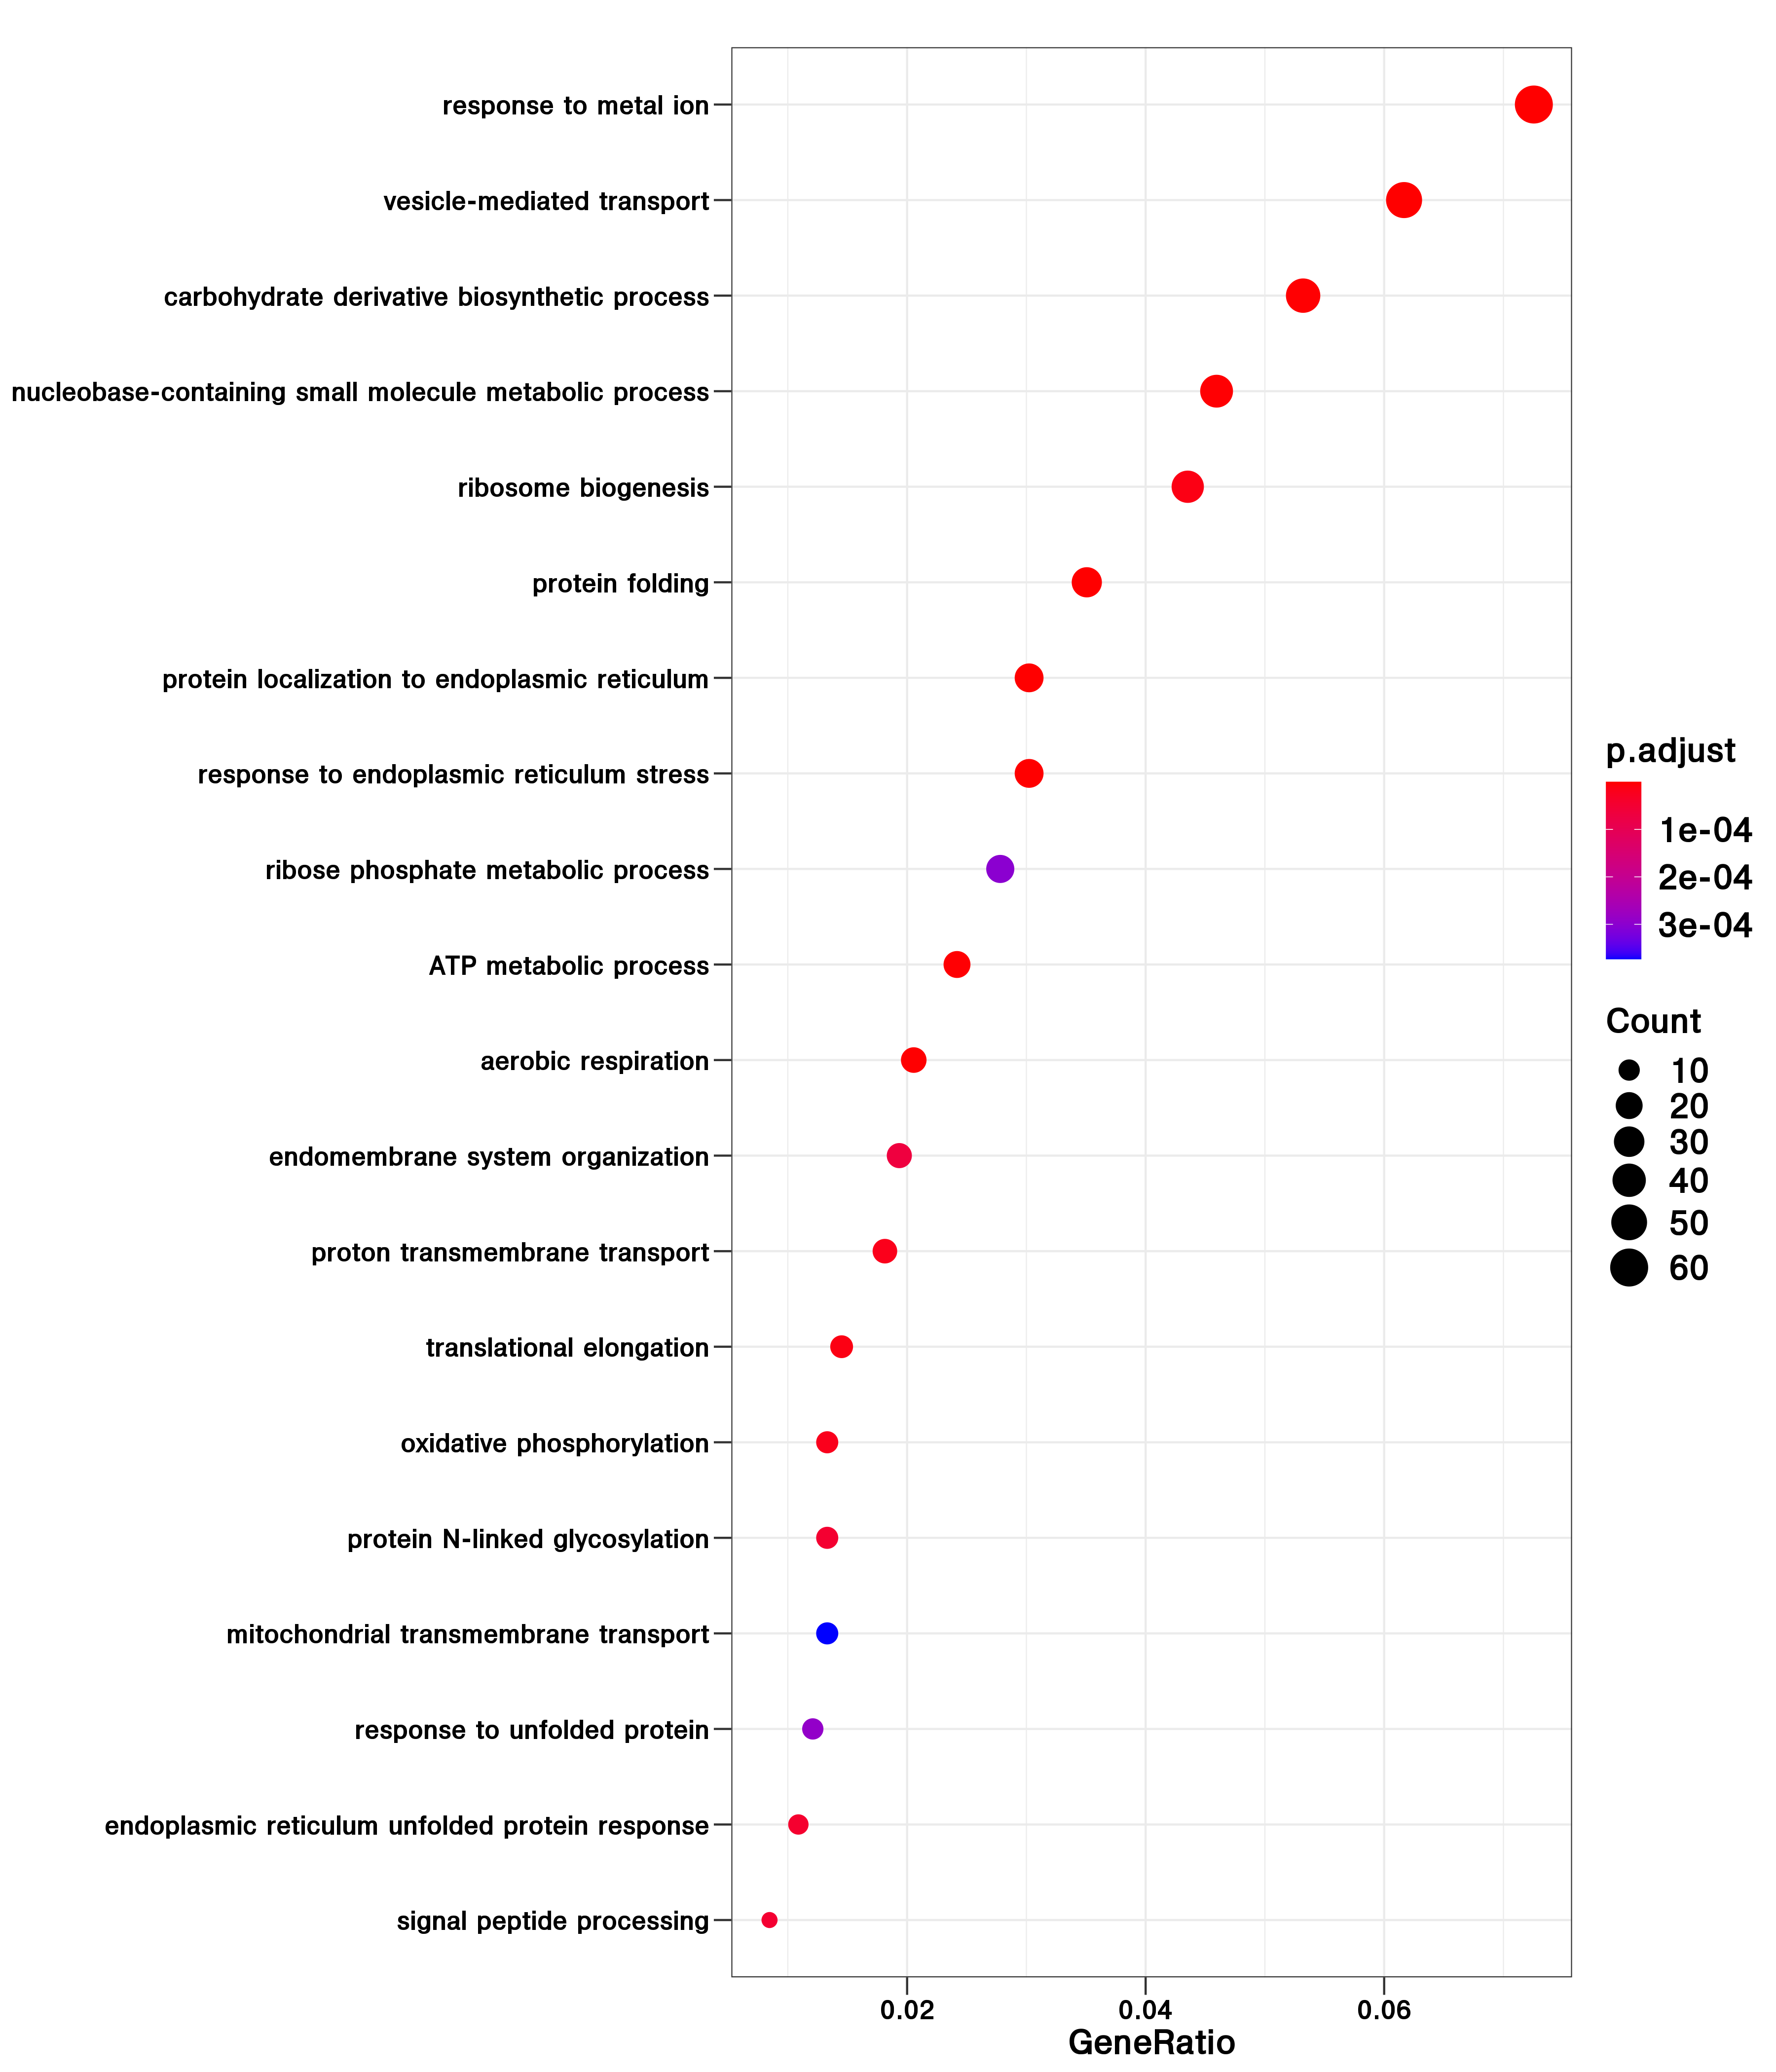 response to metal ion
vesicle-mediated transport
carbohydrate derivative biosynthetic process
nucleobase-containing small molecule metabolic process
ribosome biogenesis
protein folding
protein localization to endoplasmic reticulum
response to endoplasmic reticulum stress
ribose phosphate metabolic process
ATP metabolic process
aerobic respiration
endomembrane system organization
proton transmembrane transport
translational elongation
oxidative phosphorylation
protein N-linked glycosylation
mitochondrial transmembrane transport
response to unfolded protein
endoplasmic reticulum unfolded protein response
signal peptide processing
0.02 0.04 0.06
GeneRatio
p.adjust
1e-04
2e-04
3e-04
Count
10
20
30
40
50
60